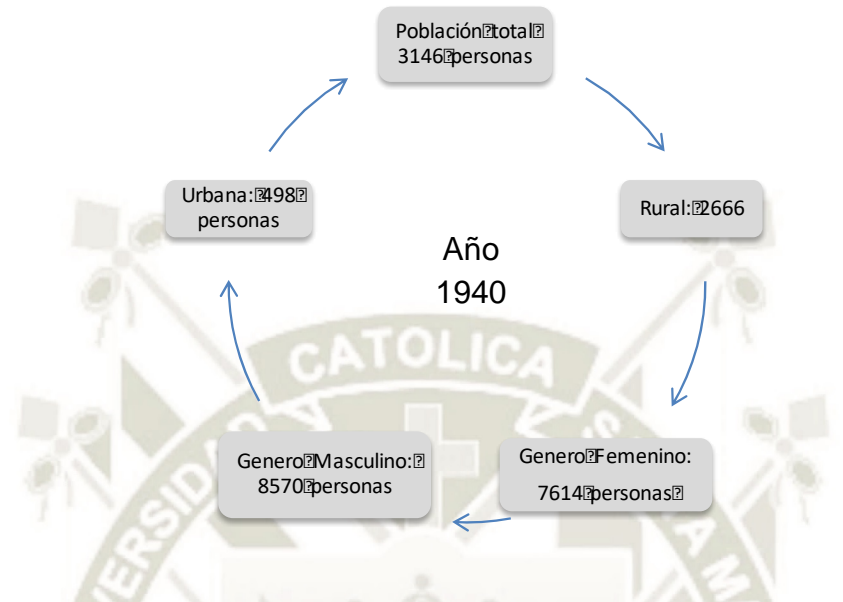 Población total
3146 personas
Urbana: 498
personas
Rural: 2666
Año
1940
CATOLICA
Genero Masculino:
8570 personas
Genero Femenino:
7614 personas